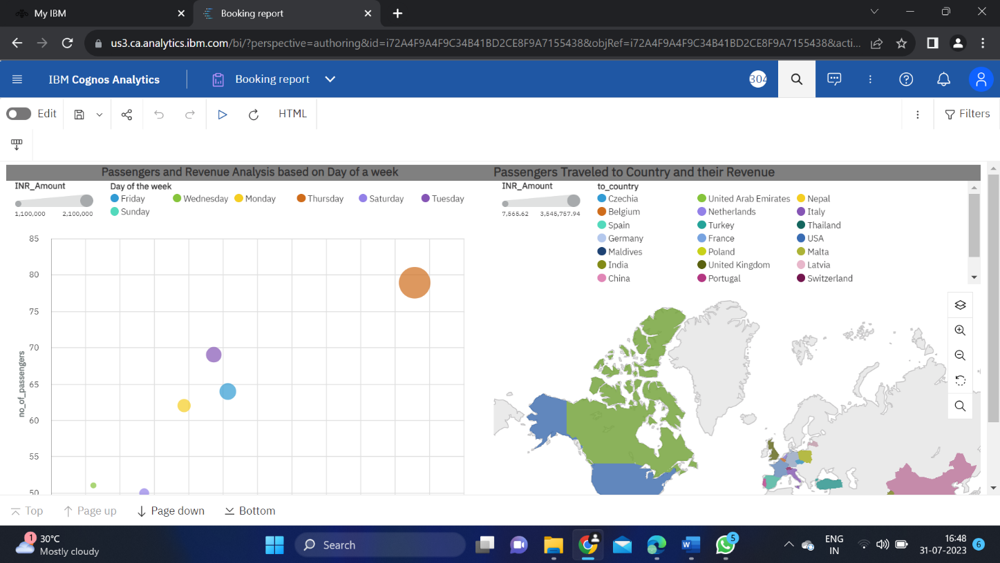 My IBM
Booking report
us3.ca.analytics.ibm.com/bi/?perspective=authoring&id=i72A4F9A4F9C34B41BD2CE8F9A7155438&objRef=i72A4F9A4F9C34B41BD2CE8F9A7155438&acti...
IBM Cognos Analytics
Booking report
304
Edit
HTML
Filters
Passengers and Revenue Analysis based on Day of a week
INR_Amount
Day of the week
Friday Wednesday Monday Thursday Saturday Tuesday
Sunday
1,100,000 2,100,000
85
80
75
70
65
60
55
50
no_of_passengers
Passengers Traveled to Country and their Revenue
INR_Amount
to_country
7,565.62 3,545,757.94
Czechia United Arab Emirates Nepal
Belgium Netherlands Italy
Spain Turkey Thailand
Germany France USA
Maldives Poland Malta
India United Kingdom Latvia
China Portugal Switzerland
Top Page up Page down Bottom
1
30°C
Mostly cloudy
Search
W
5
ENG
IN
16:48
31-07-2023
6